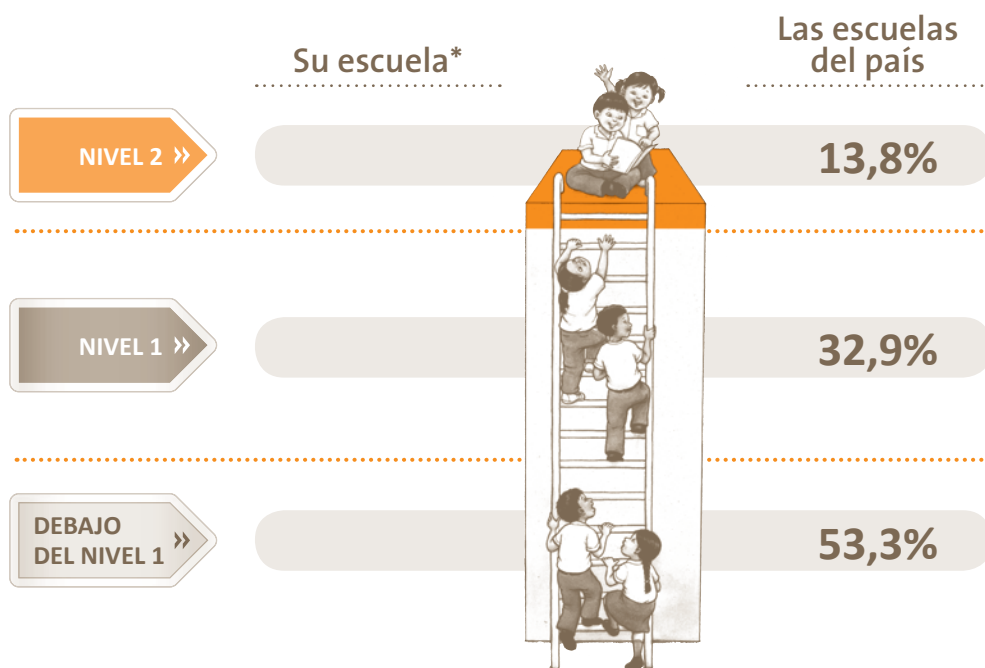 Su escuela*
Las escuelas
del país
NIVEL 2 »
13,8%
NIVEL 1 »
32,9%
DEBAJO
DEL NIVEL 1 »
53,3%